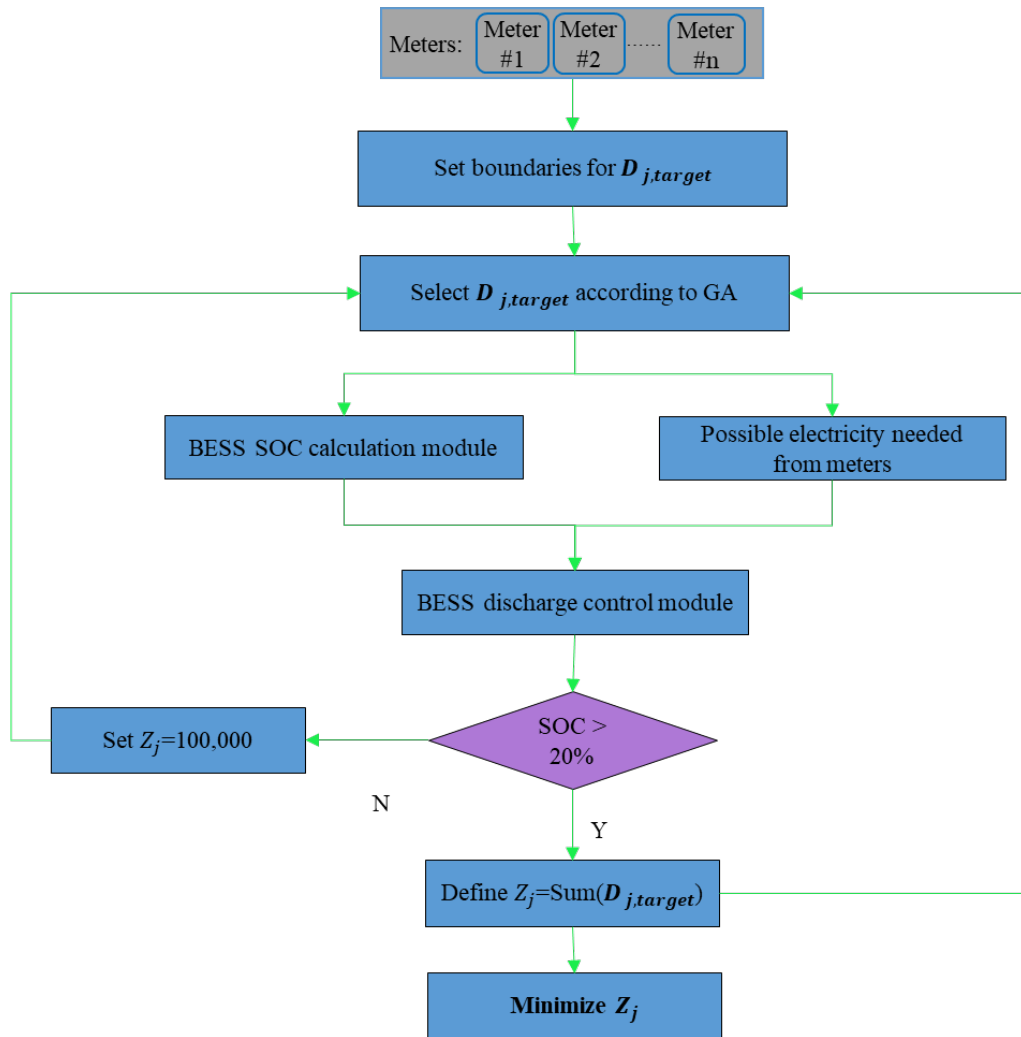 Meters:
Meter
#1
Meter
#2
......
Meter
#n
Set boundaries for D j,target
Select D j,target according to GA
BESS SOC calculation module
Possible electricity needed
from meters
BESS discharge control module
SOC >
20%
Set Zj=100,000
N
Y
Define Zj=Sum(D j,target)
Minimize Zj